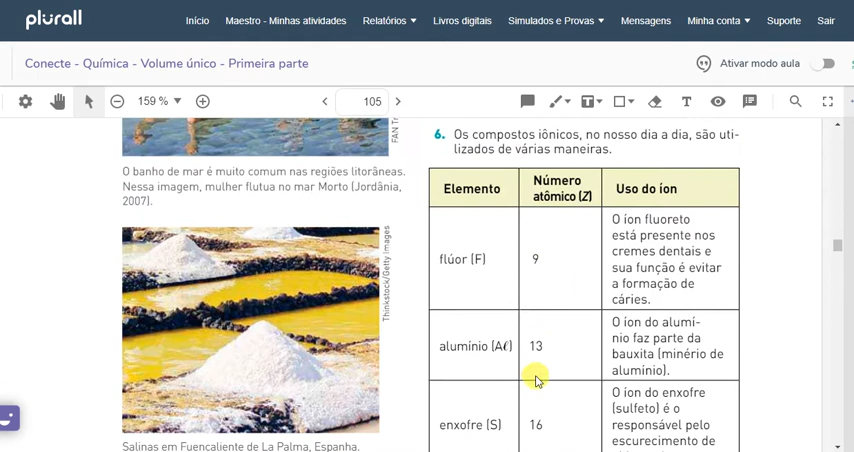 plurall
Início
Maestro - Minhas atividades
Relatórios
Livros digitais
Simulados e Provas
Mensagens
Minha conta
Suporte
Sair
Conecte - Química - Volume único - Primeira parte
Ativar modo aula
159 %
105
O banho de mar é muito comum nas regiões litorâneas.
Nessa imagem, mulher flutua no mar Morto (Jordânia,
2007).
Thinkstock/Getty Images
Salinas em Fuencaliente de La Palma, Espanha.
6. Os compostos iônicos, no nosso dia a dia, são uti-
lizados de várias maneiras.
Elemento
Número
atômico (Z)
Uso do íon
flúor (F)
9
O íon fluoreto
está presente nos
cremes dentais e
sua função é evitar
a formação de
cáries.
alumínio (Aℓ)
13
O íon do alumí-
nio faz parte da
bauxita (minério de
alumínio).
enxofre (S)
16
O íon do enxofre
(sulfeto) é o
responsável pelo
escurecimento de